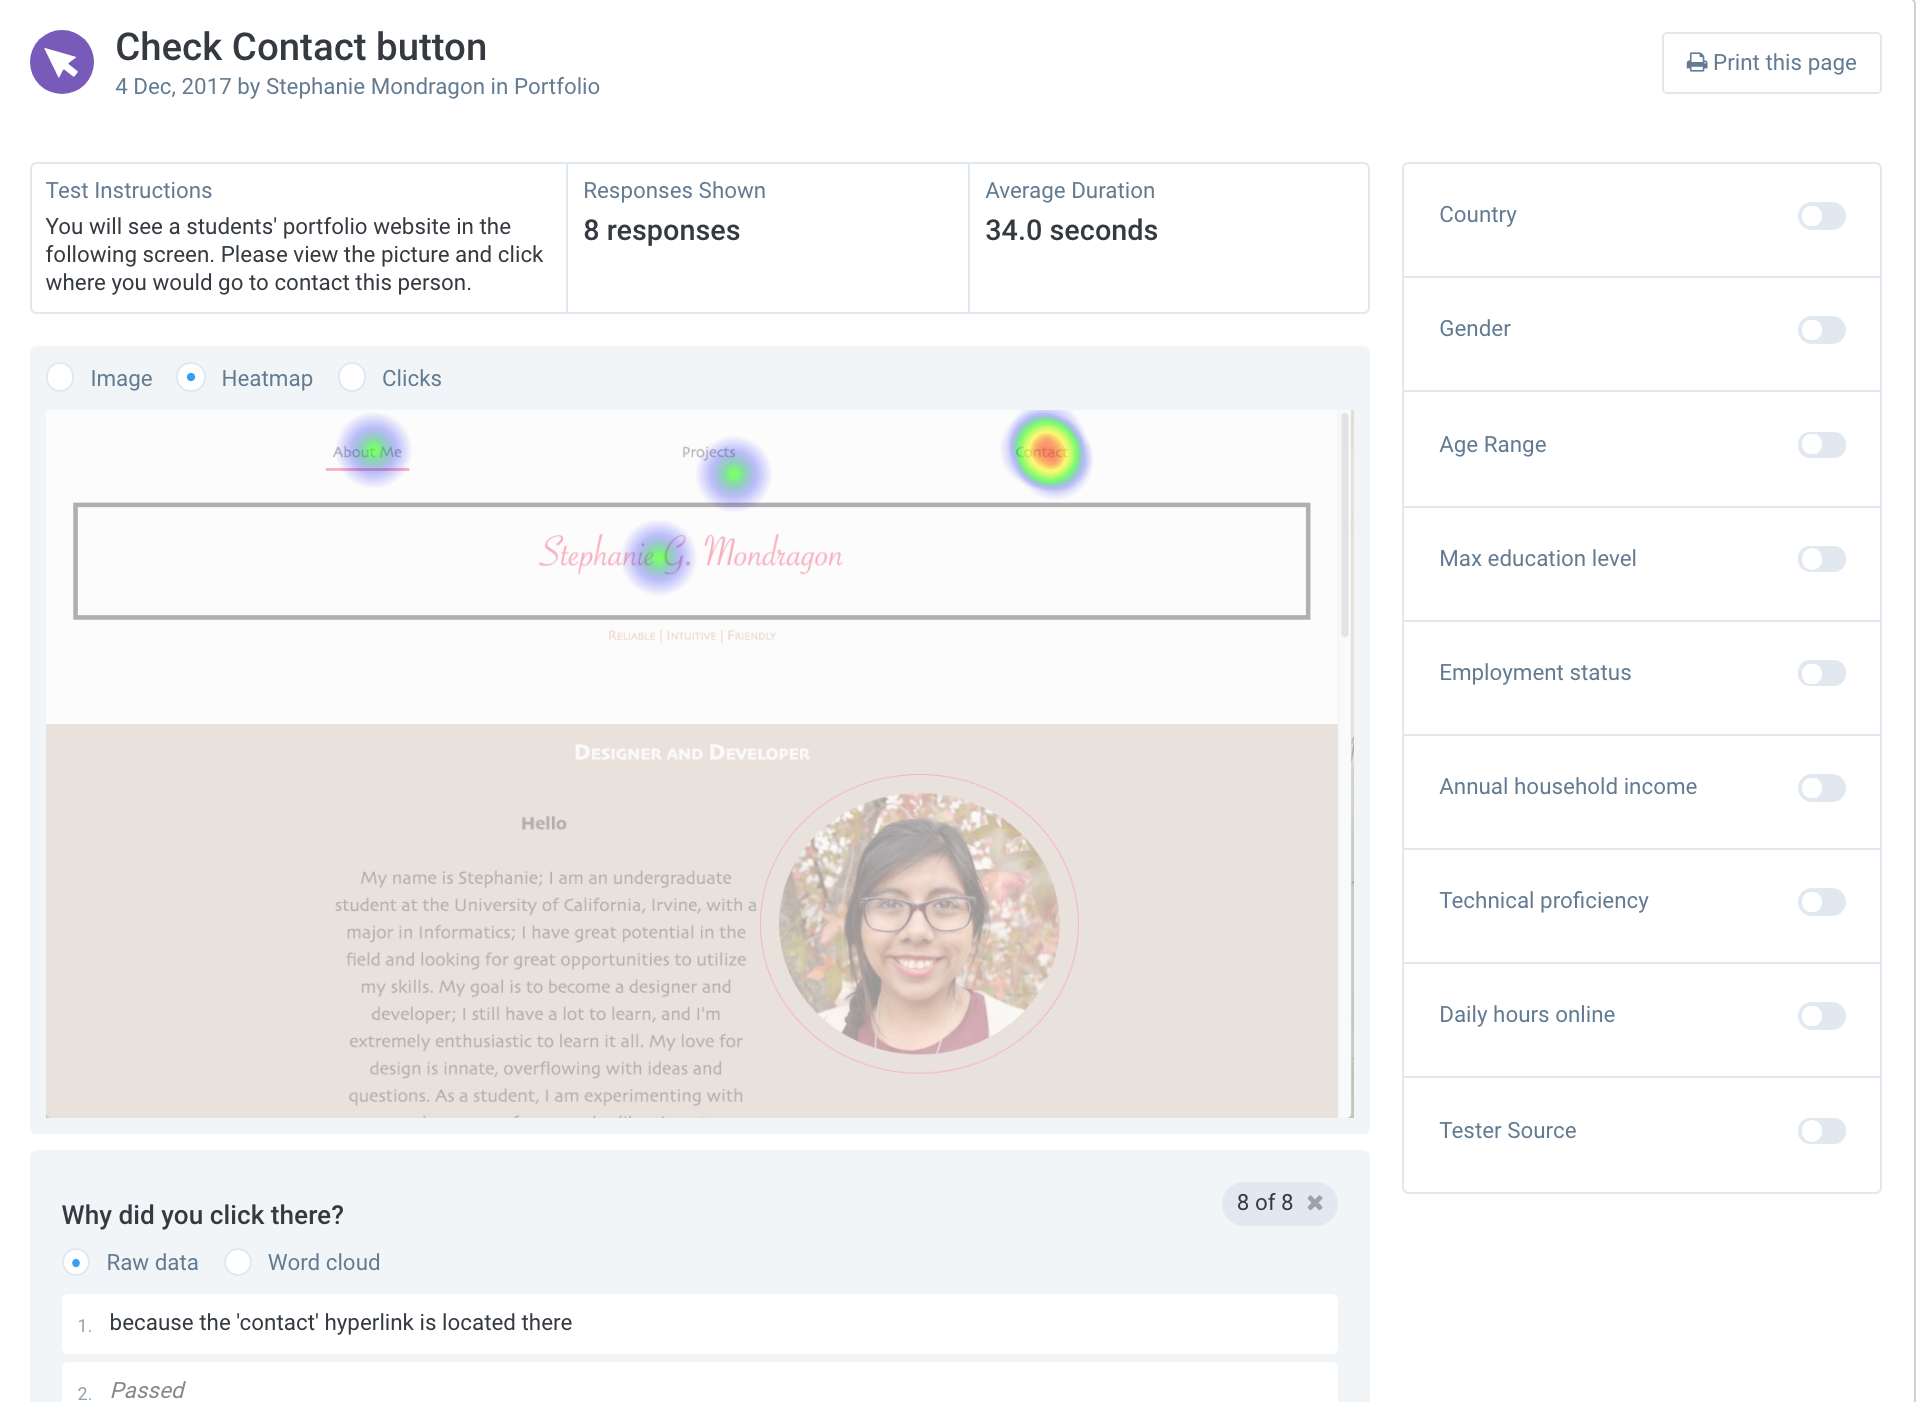 Check Contact button
4 Dec, 2017 by Stephanie Mondragon in Portfolio
Print this page
Test Instructions
You will see a students' portfolio website in the
following screen. Please view the picture and click
where you would go to contact this person.
Responses Shown
8 responses
Average Duration
34.0 seconds
Image
Heatmap
Clicks
About Me
Projects
Contact
Stephanie G. Mondragon
Reliable | Intuitive | Friendly
Designer and Developer
Hello
My name is Stephanie; I am an undergraduate
student at the University of California, Irvine, with a
major in Informatics; I have great potential in the
field and looking for great opportunities to utilize
my skills. My goal is to become a designer and
developer; I still have a lot to learn, and I'm
extremely enthusiastic to learn it all. My love for
design is innate, overflowing with ideas and
questions. As a student, I am experimenting with
Why did you click there?
8 of 8
Raw data
Word cloud
1. because the 'contact' hyperlink is located there
2. Passed
Country
Gender
Age Range
Max education level
Employment status
Annual household income
Technical proficiency
Daily hours online
Tester Source